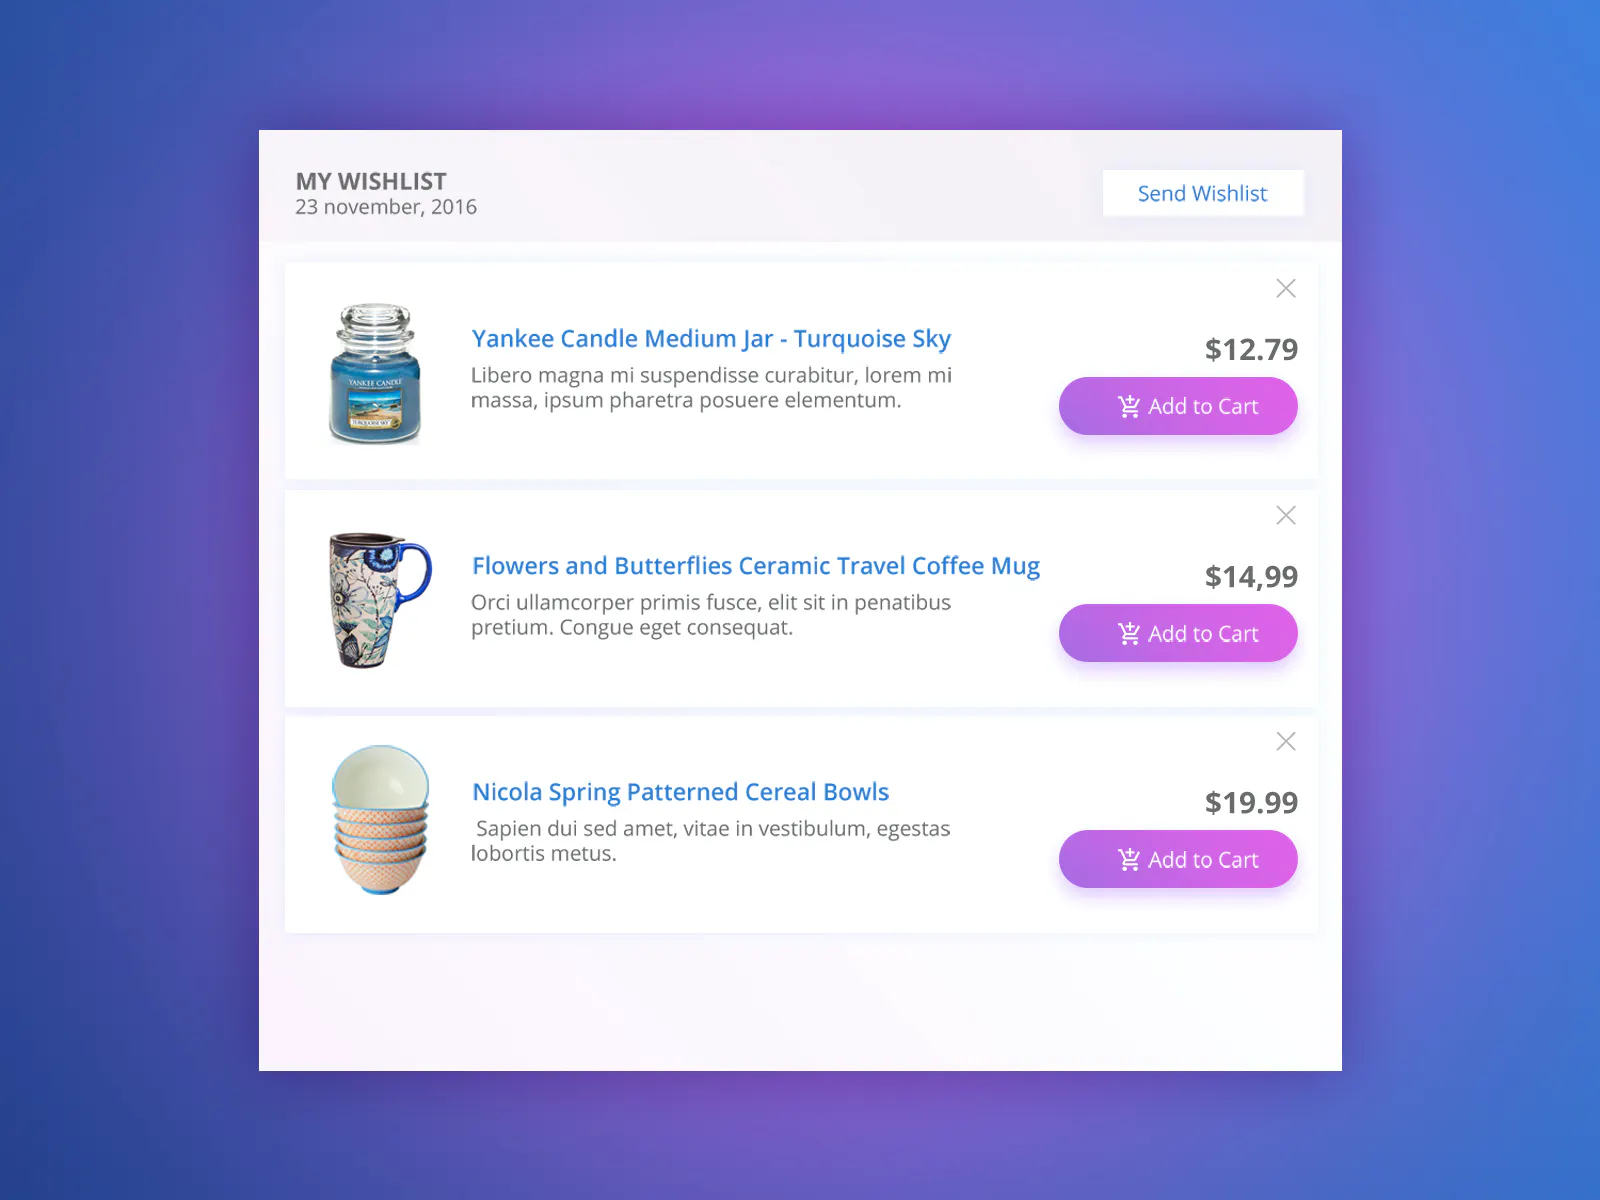 MY WISHLIST
23 november, 2016
Send Wishlist
YANKEE CANDLE
TURQUOISE SKY
Yankee Candle Medium Jar - Turquoise Sky
Libero magna mi suspendisse curabitur, lorem mi
massa, ipsum pharetra posuere elementum.
$12.79
Add to Cart
Flowers and Butterflies Ceramic Travel Coffee Mug
Orci ullamcorper primis fusce, elit sit in penatibus
pretium. Congue eget consequat.
$14,99
Add to Cart
Nicola Spring Patterned Cereal Bowls
Sapien dui sed amet, vitae in vestibulum, egestas
lobortis metus.
$19.99
Add to Cart